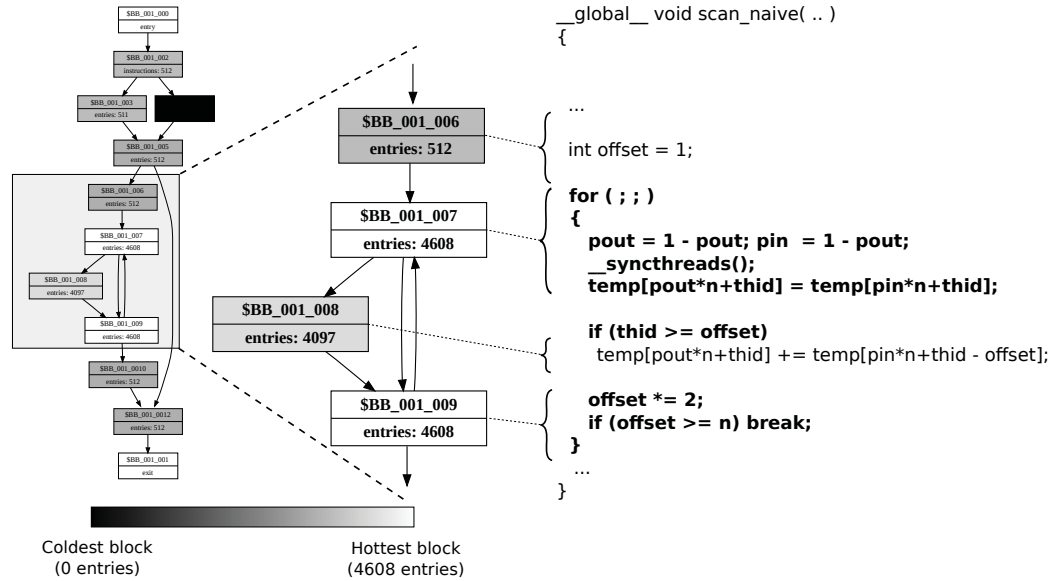 $BB_001_000
entry
$BB_001_002
instructions: 512
$BB_001_003
entries: 511
$BB_001_005
entries: 512
$BB_001_006
entries: 512
$BB_001_007
entries: 4608
$BB_001_008
entries: 4097
$BB_001_009
entries: 4608
$BB_001_0010
entries: 512
$BB_001_0012
entries: 512
$BB_001_001
exit
$BB_001_006
entries: 512
$BB_001_007
entries: 4608
$BB_001_008
entries: 4097
$BB_001_009
entries: 4608
__global__ void scan_naive( .. )
{
...
int offset = 1;
for ( ; ; )
{
pout = 1 - pout; pin  = 1 - pout;
__syncthreads();
temp[pout*n+thid] = temp[pin*n+thid];
if (thid >= offset)
temp[pout*n+thid] += temp[pin*n+thid - offset];
offset *= 2;
if (offset >= n) break;
}
...
}
Coldest block
(0 entries)
Hottest block
(4608 entries)